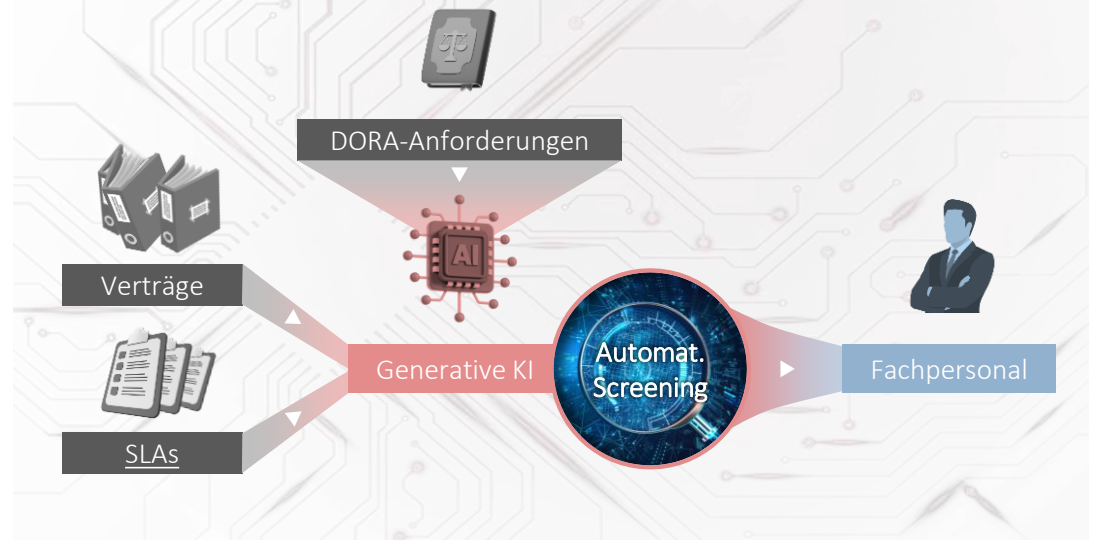 DORA-Anforderungen
AI
Verträge
Generative KI
Automat.
Screening
Fachpersonal
SLAs